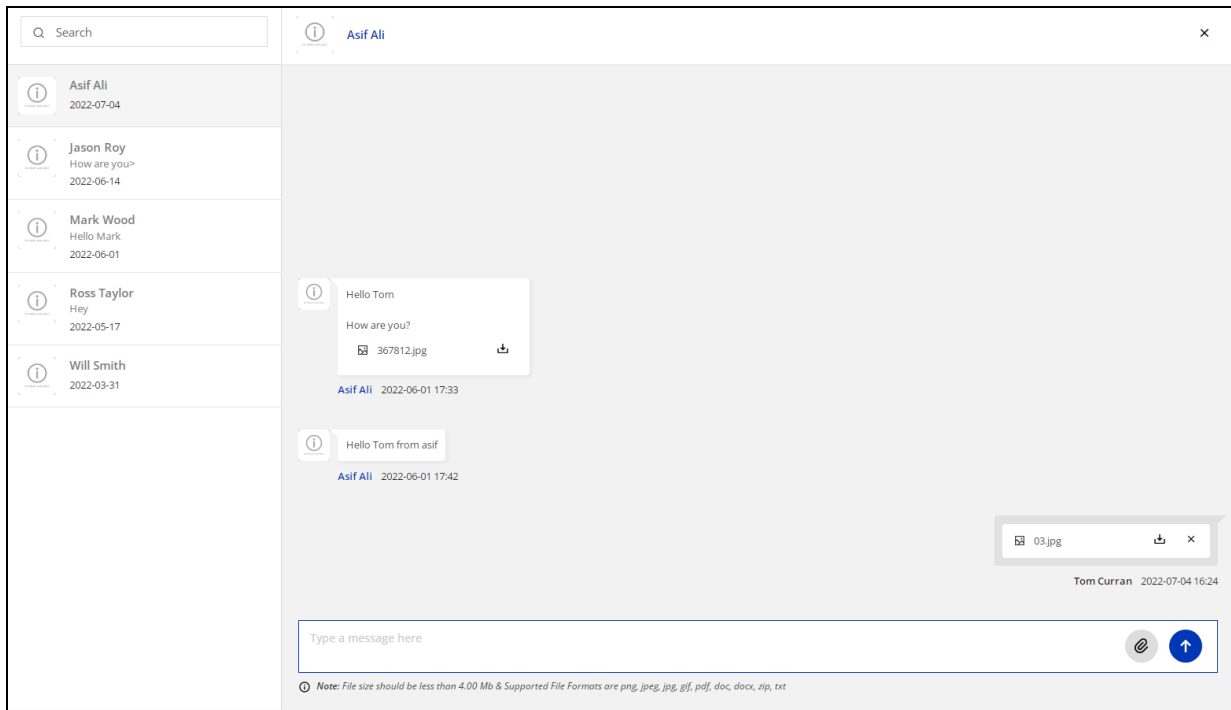 Search
Asif Ali
2022-07-04
Jason Roy
How are you>
2022-06-14
Mark Wood
Hello Mark
2022-06-01
Ross Taylor
Hey
2022-05-17
Will Smith
2022-03-31
Asif Ali
Hello Tom
How are you?
367812.jpg
Asif Ali 2022-06-01 17:33
Hello Tom from asif
Asif Ali 2022-06-01 17:42
03.jpg
Tom Curran 2022-07-04 16:24
Type a message here
Note: File size should be less than 4.00 Mb & Supported File Formats are png, jpeg, jpg, gif, pdf, doc, docx, zip, txt